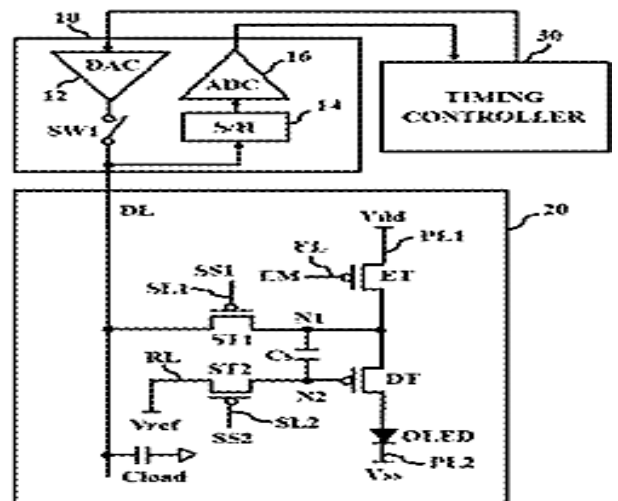 10
30
DAC
12
16
ADC
TIMING
CONTROLLER
14
S/H
SW1
DL
20
Vdd
PL1
EL
EM
ET
SS1
SL1
N1
ST1
Cs
RL
ST2
DT
N2
Vref
SS2
SL2
OLED
PL2
Vss
Cload